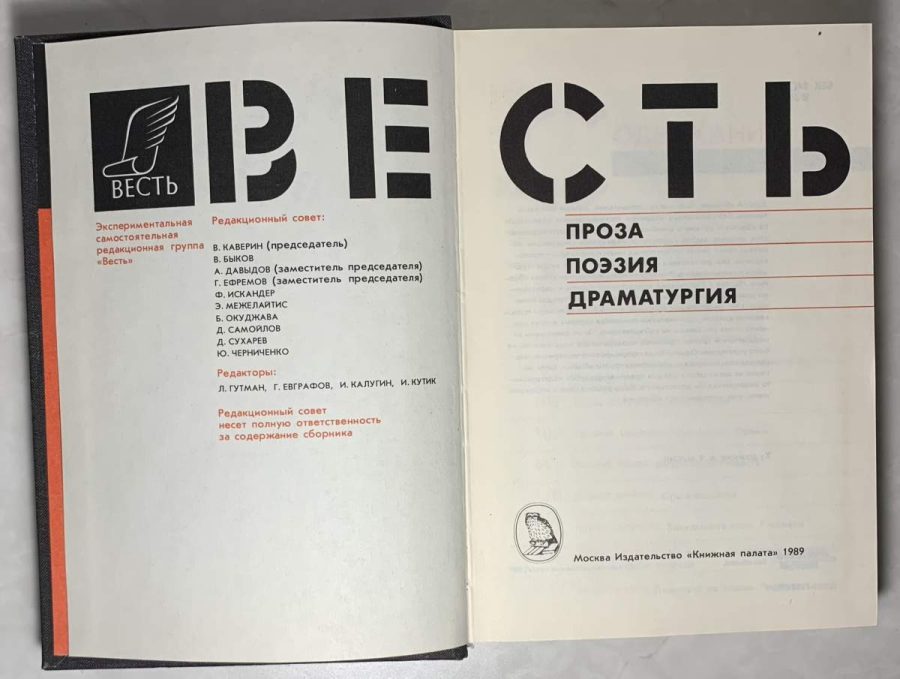 ВЕСТЬ
ВЕСТЬ
Экспериментальная
самостоятельная
редакционная группа
«Весть»
Редакционный совет:
В. КАВЕРИН (председатель)
В. БЫКОВ
А. ДАВЫДОВ (заместитель председателя)
Г. ЕФРЕМОВ (заместитель председателя)
Ф. ИСКАНДЕР
Э. МЕЖЕЛАЙТИС
Б. ОКУДЖАВА
Д. САМОЙЛОВ
Д. СУХАРЕВ
Ю. ЧЕРНИЧЕНКО
Редакторы:
Л. ГУТМАН, Г. ЕВГРАФОВ, И. КАЛУГИН, И. КУТИК
Редакционный совет
несет полную ответственность
за содержание сборника
ПРОЗА
ПОЭЗИЯ
ДРАМАТУРГИЯ
Москва Издательство «Книжная палата» 1989